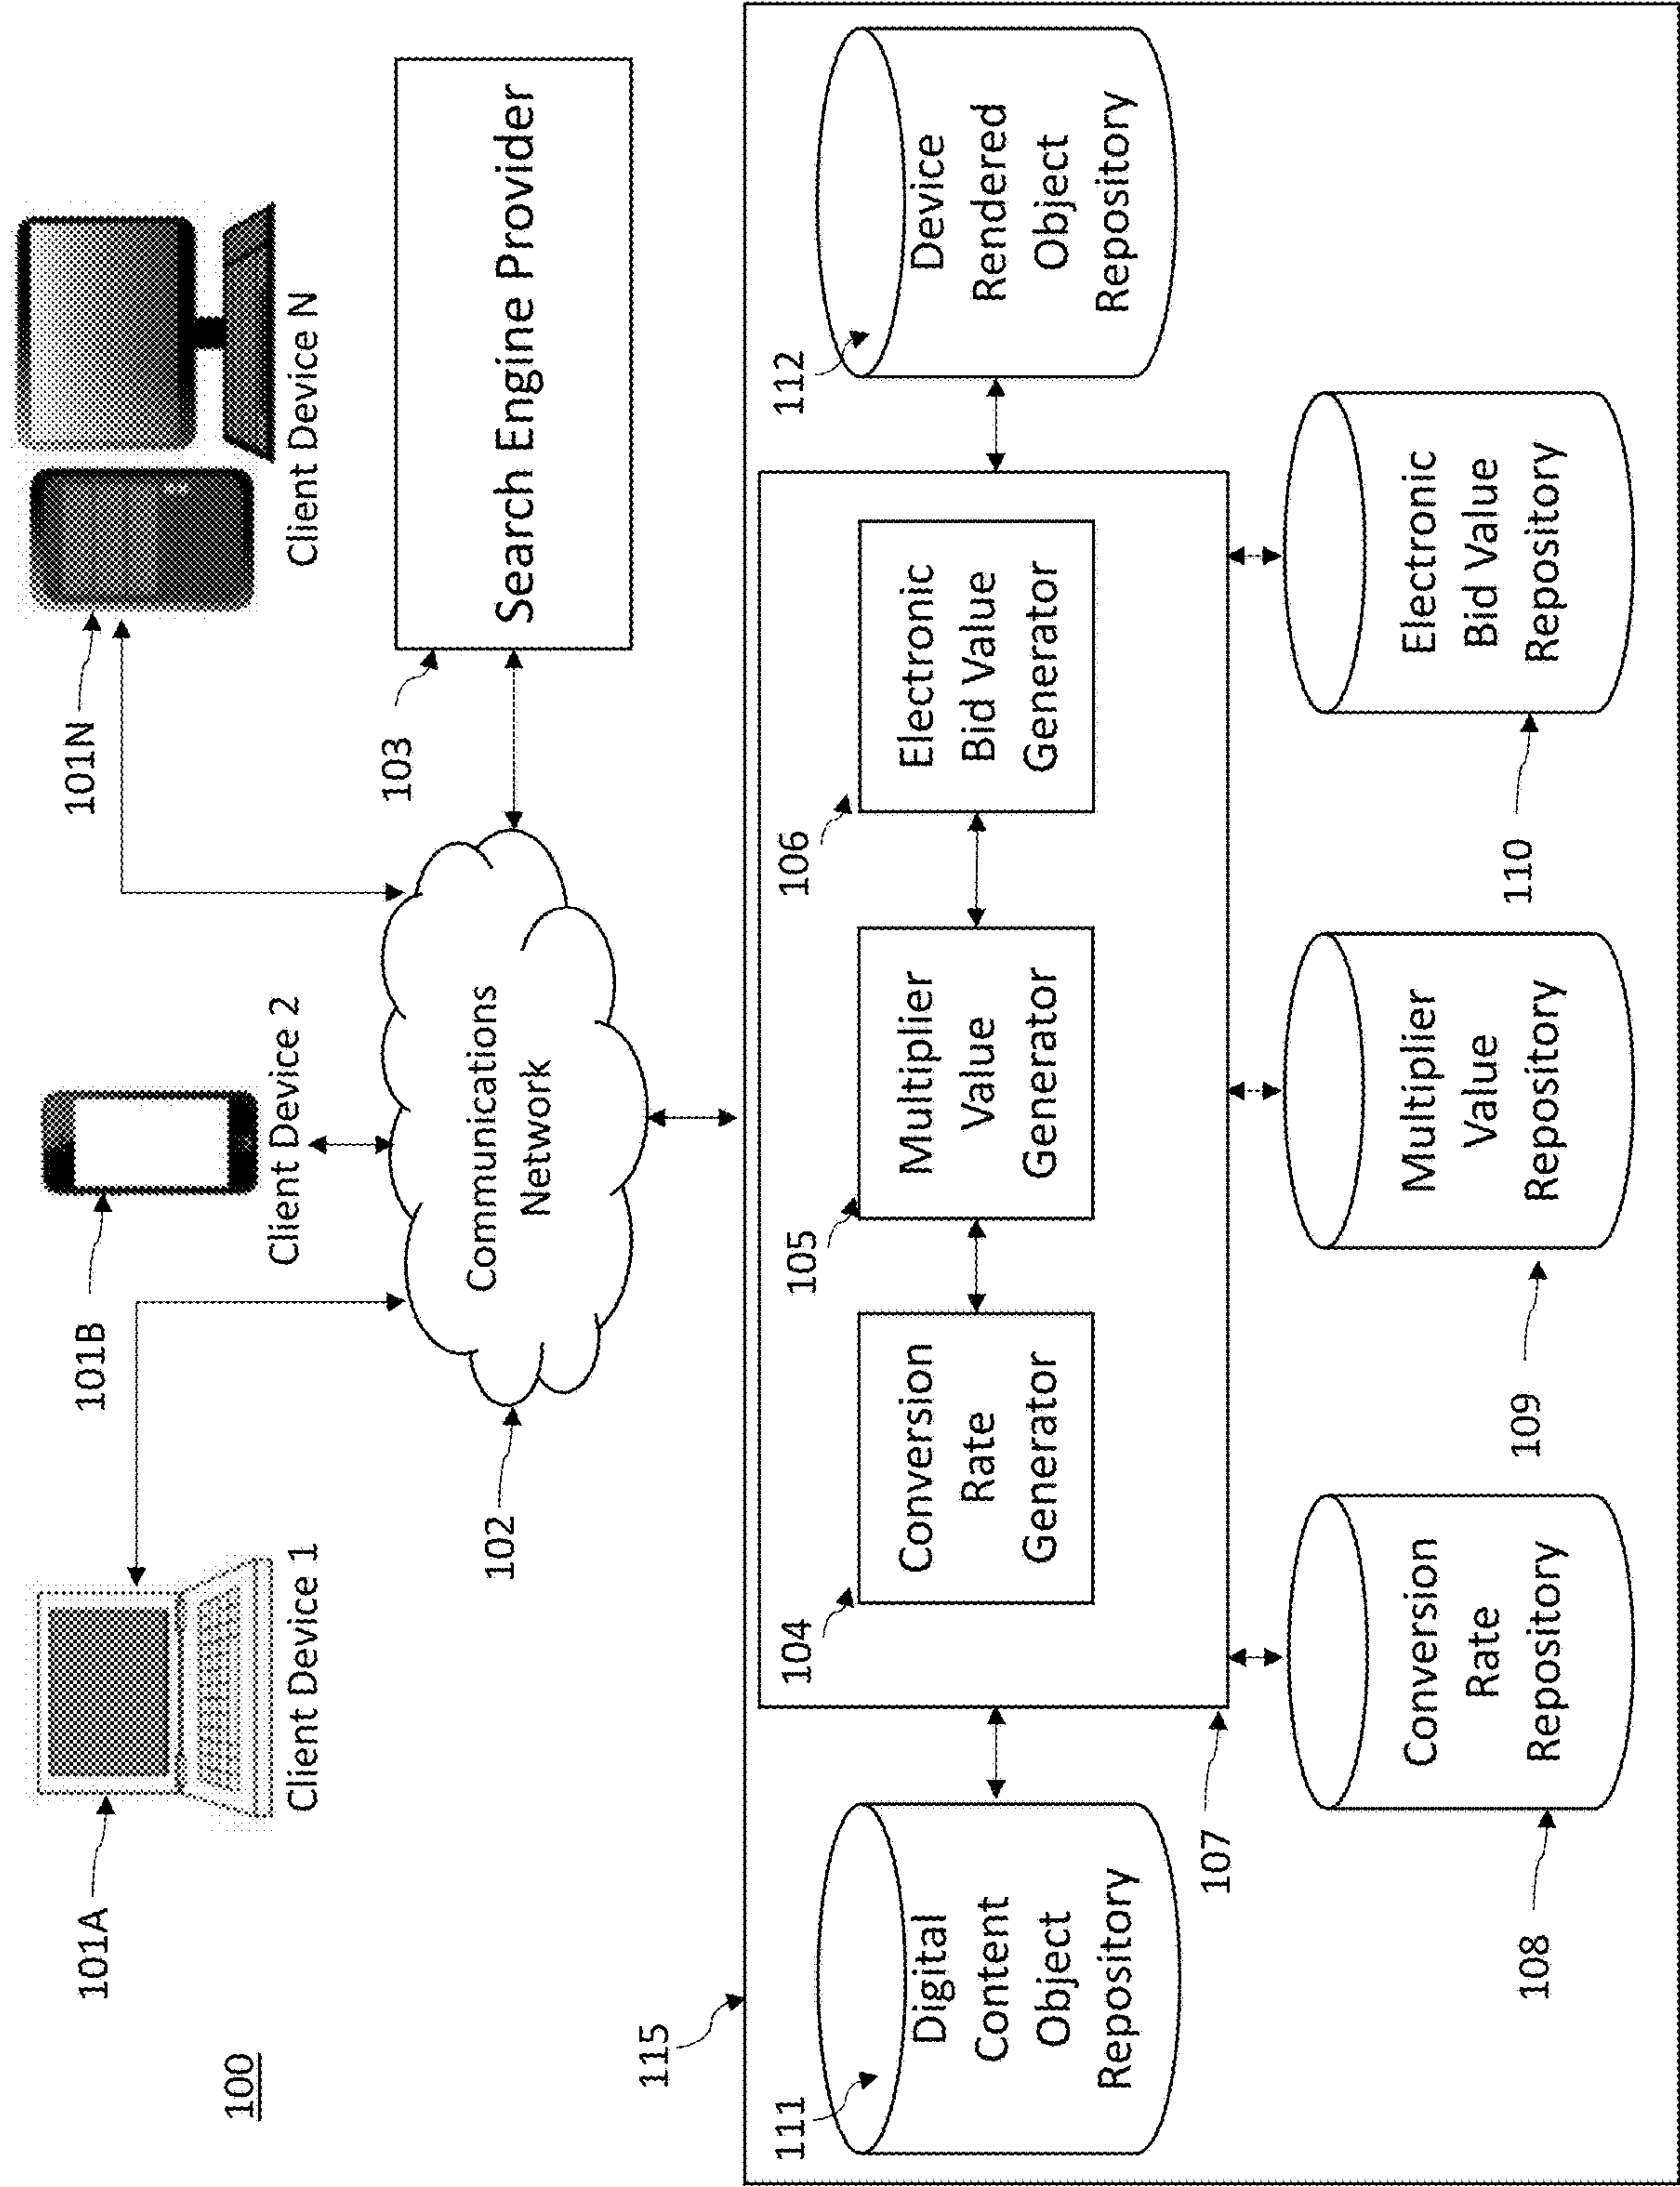 100
101A
Client Device 1
101B
Client Device 2
101N
Client Device N
102
Communications
Network
103
Search Engine Provider
115
111
Digital
Content
Object
Repository
107
104
Conversion
Rate
Generator
105
Multiplier
Value
Generator
106
Electronic
Bid Value
Generator
112
Device
Rendered
Object
Repository
108
Conversion
Rate
Repository
109
Multiplier
Value
Repository
110
Electronic
Bid Value
Repository